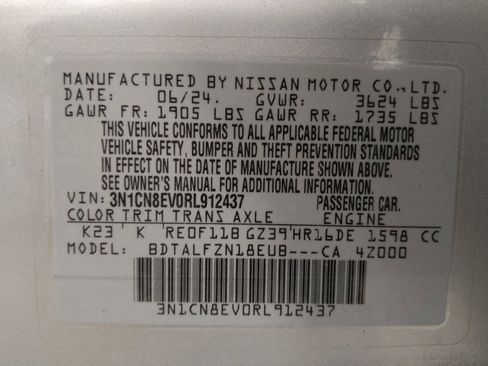 MANUFACTURED BY NISSAN MOTOR CO., LTD.
DATE: 06/24. GVWR: 3624 LBS
GAWR FR: 1905 LBS GAWR RR: 1735 LBS
THIS VEHICLE CONFORMS TO ALL APPLICABLE FEDERAL MOTOR
VEHICLE SAFETY, BUMPER AND THEFT PREVENTION STANDARDS
IN EFFECT ON THE DATE OF MANUFACTURE SHOWN ABOVE.
SEE OWNER'S MANUAL FOR ADDITIONAL INFORMATION.
VIN: 3N1CN8EV0RL912437 PASSENGER CAR.
COLOR TRIM TRANS AXLE ENGINE
K23 K RE0F11B GZ39 HR16DE 1598 CC
MODEL: BDTALFZN18EUB---CA 4Z000
3N1CN8EV0RL912437